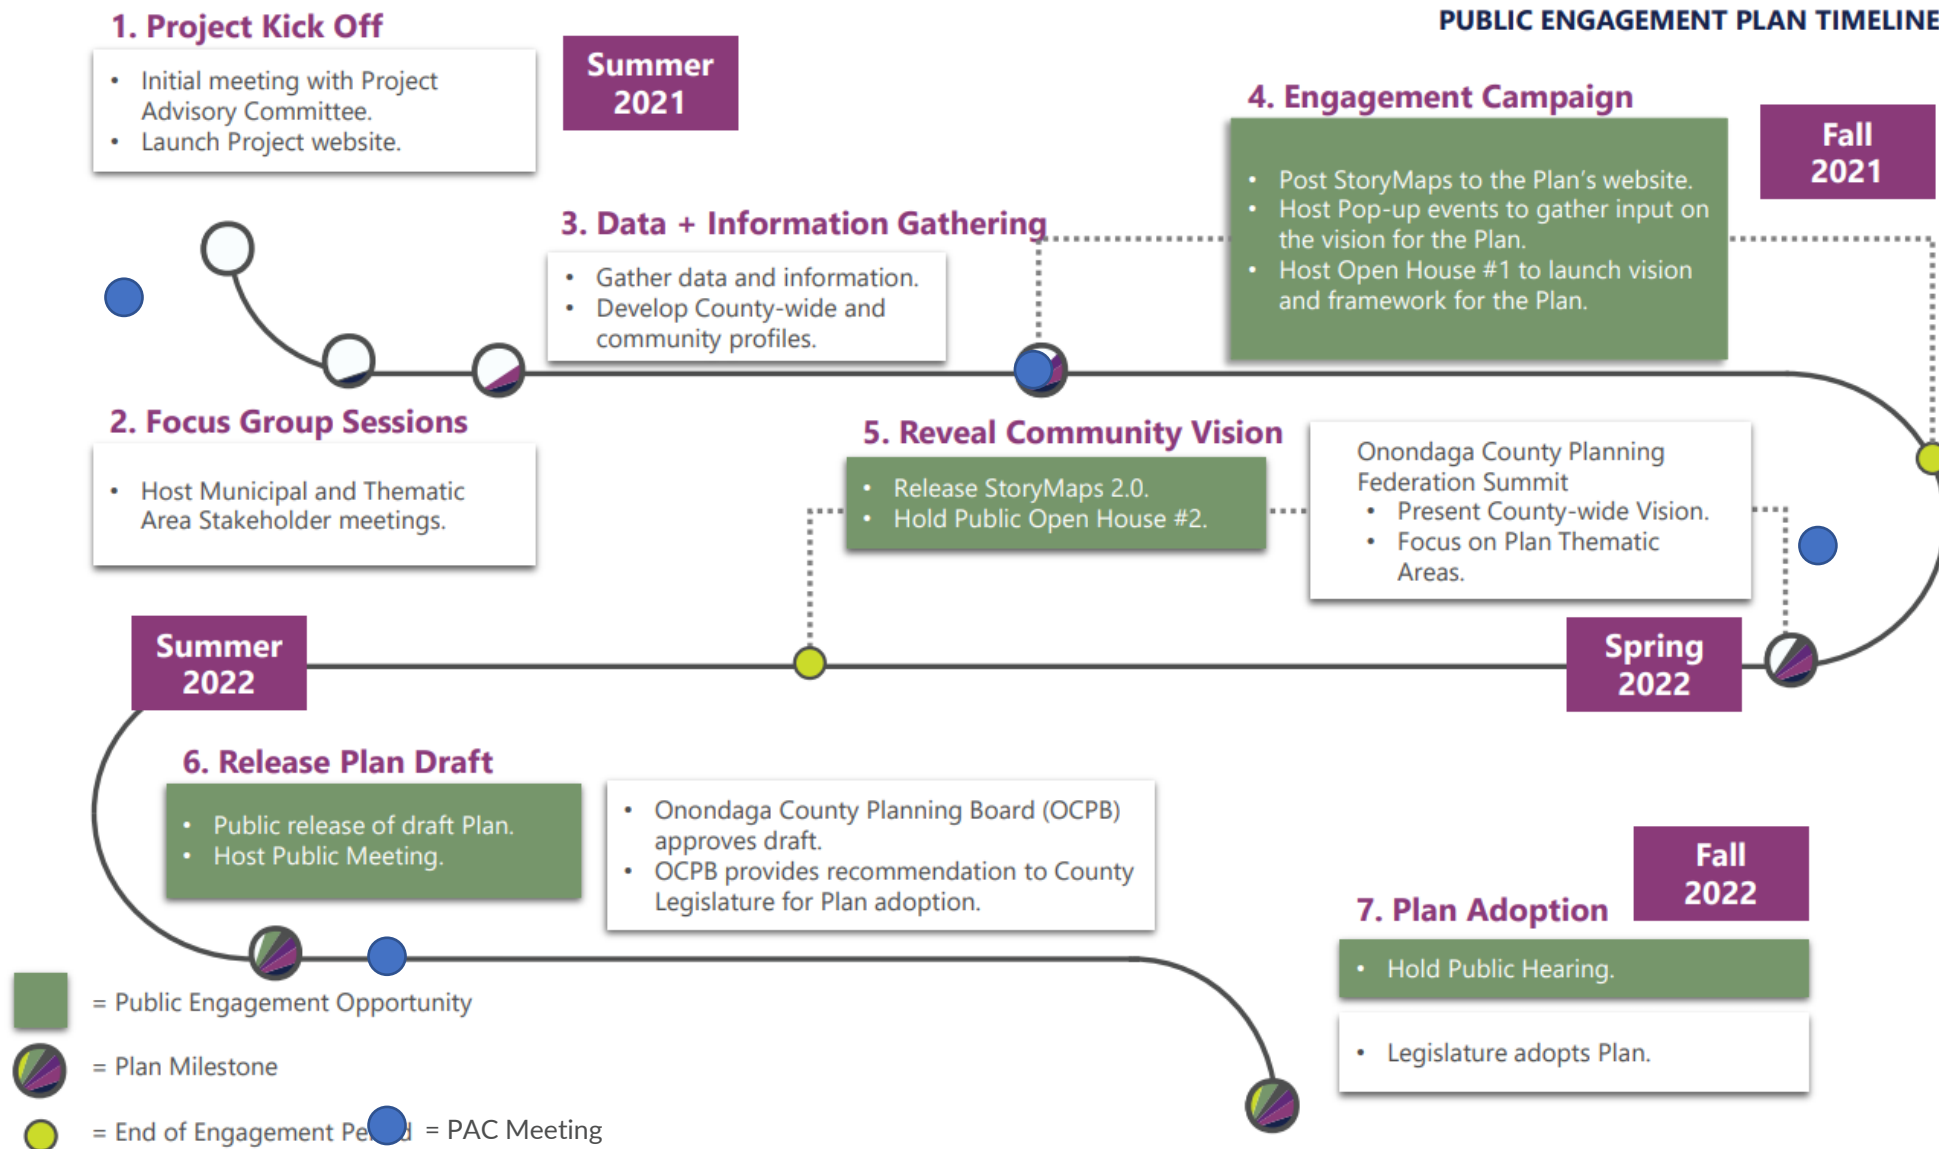 PUBLIC ENGAGEMENT PLAN TIMELINE
1. Project Kick Off
• Initial meeting with Project
Advisory Committee.
• Launch Project website.
Summer
2021
2. Focus Group Sessions
• Host Municipal and Thematic
Area Stakeholder meetings.
3. Data + Information Gathering
• Gather data and information.
• Develop County-wide and
community profiles.
4. Engagement Campaign
• Post StoryMaps to the Plan's website.
• Host Pop-up events to gather input on
the vision for the Plan.
• Host Open House #1 to launch vision
and framework for the Plan.
Fall
2021
5. Reveal Community Vision
• Release StoryMaps 2.0.
• Hold Public Open House #2.
Onondaga County Planning
Federation Summit
• Present County-wide Vision.
• Focus on Plan Thematic
Areas.
Spring
2022
Summer
2022
6. Release Plan Draft
• Public release of draft Plan.
• Host Public Meeting.
• Onondaga County Planning Board (OCPB)
approves draft.
• OCPB provides recommendation to County
Legislature for Plan adoption.
Fall
2022
7. Plan Adoption
• Hold Public Hearing.
• Legislature adopts Plan.
= Public Engagement Opportunity
= Plan Milestone
= End of Engagement
= PAC Meeting